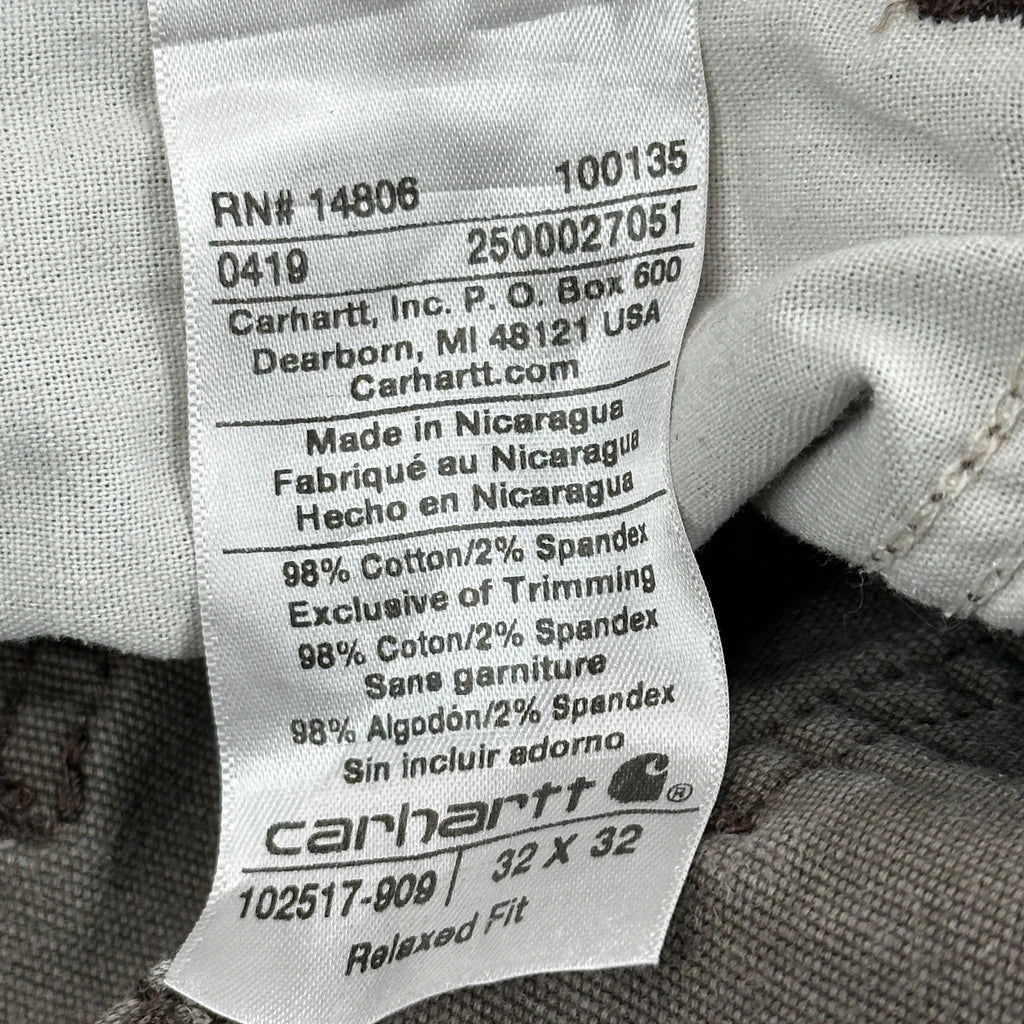 RN# 14806 100135
0419 2500027051
Carhartt, Inc. P. O. Box 600
Dearborn, MI 48121 USA
Carhartt.com
Made in Nicaragua
Fabriqué au Nicaragua
Hecho en Nicaragua
98% Cotton/2% Spandex
Exclusive of Trimming
98% Coton/2% Spandex
Sans garniture
98% Algodón/2% Spandex
Sin incluir adorno
carhartt ®
102517-909 / 32 X 32
Relaxed Fit